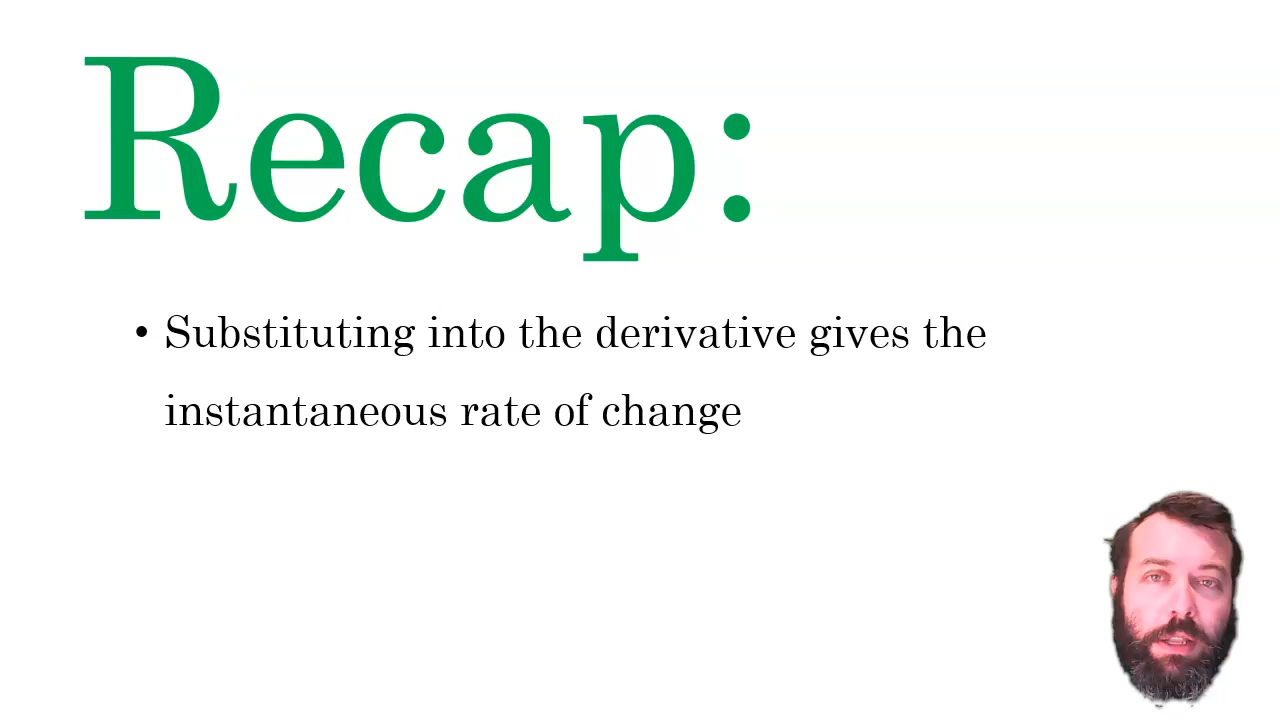 Recap:
• Substituting into the derivative gives the
instantaneous rate of change